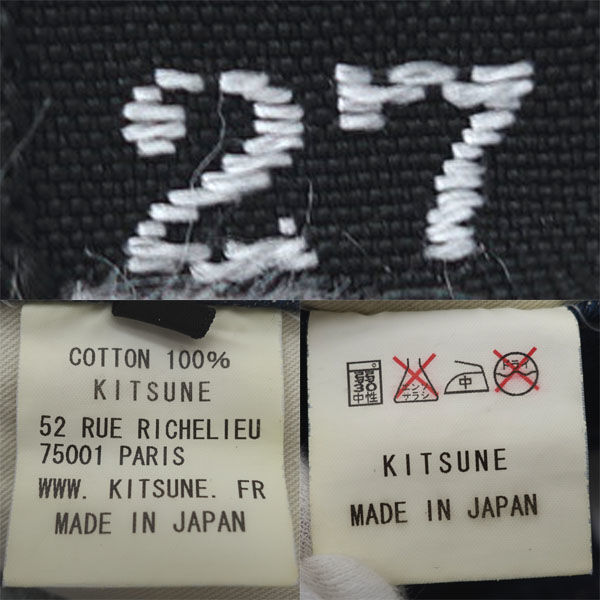 27
COTTON 100%
KITSUNE
52 RUE RICHELIEU
75001 PARIS
WWW. KITSUNE. FR
MADE IN JAPAN
弱
中性
エンソ
サラシ
中
ドライ
KITSUNE
MADE IN JAPAN